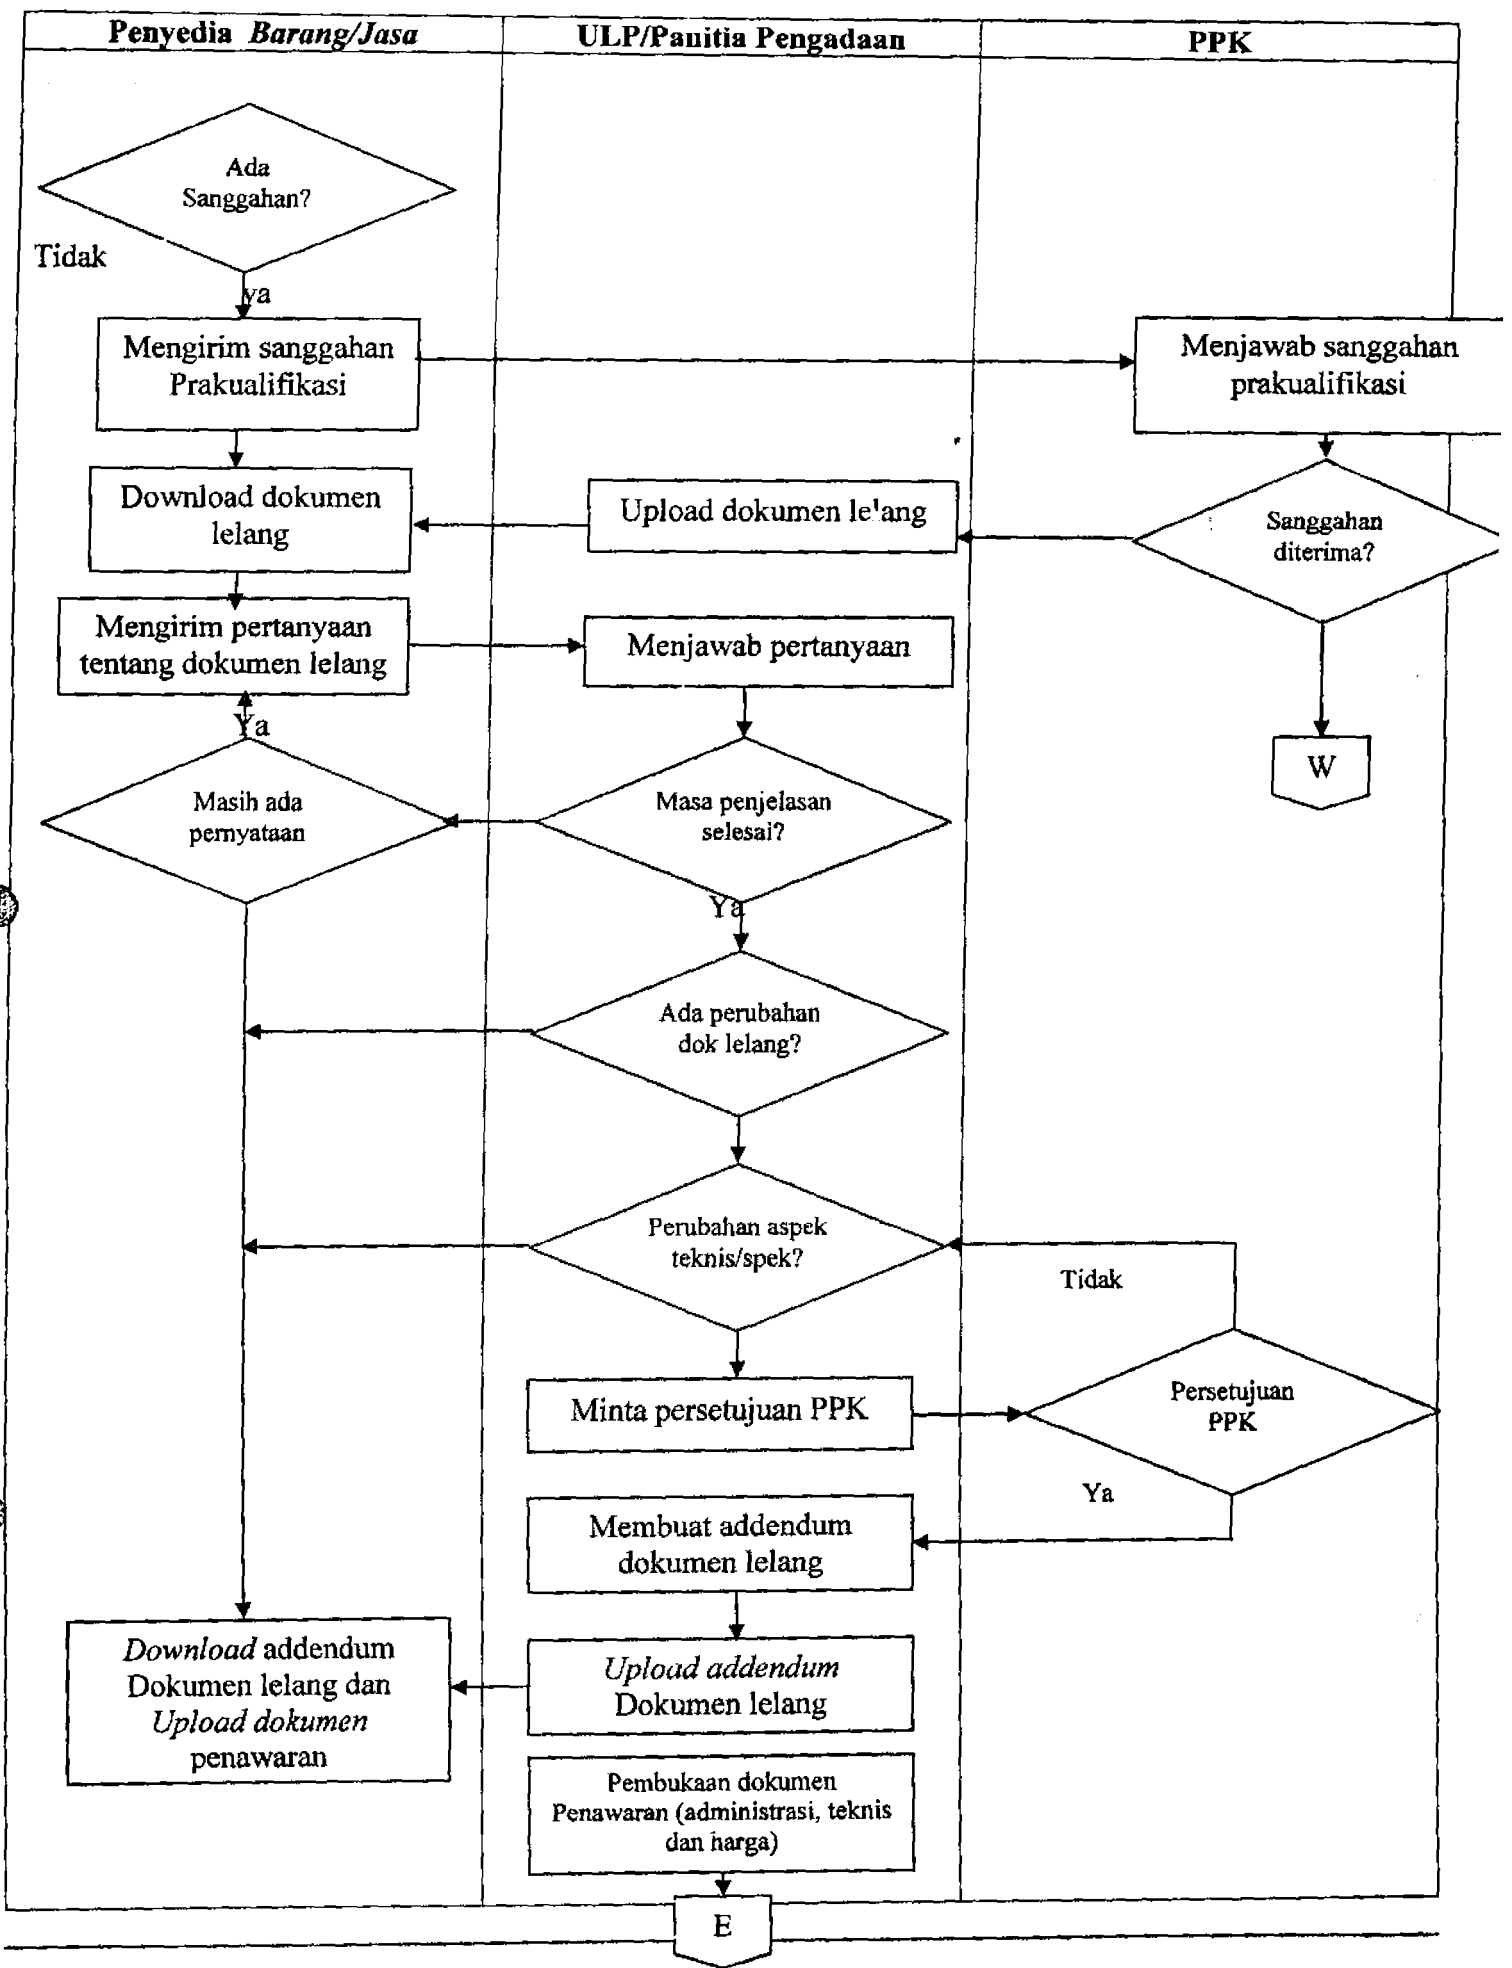 Penyedia Barang/Jasa
ULP/Panitia Pengadaan
PPK
Ada
Sanggahan?
Tidak
ya
Mengirim sanggahan
Prakualifikasi
Menjawab sanggahan
prakualifikasi
Download dokumen
lelang
Upload dokumen lelang
Sanggahan
diterima?
Mengirim pertanyaan
tentang dokumen lelang
Menjawab pertanyaan
Ya
W
Masih ada
pernyataan
Masa penjelasan
selesai?
Ya
Ada perubahan
dok lelang?
Perubahan aspek
teknis/spek?
Tidak
Minta persetujuan PPK
Persetujuan
PPK
Ya
Membuat addendum
dokumen lelang
Download addendum
Dokumen lelang dan
Upload dokumen
penawaran
Upload addendum
Dokumen lelang
Pembukaan dokumen
Penawaran (administrasi, teknis
dan harga)
E